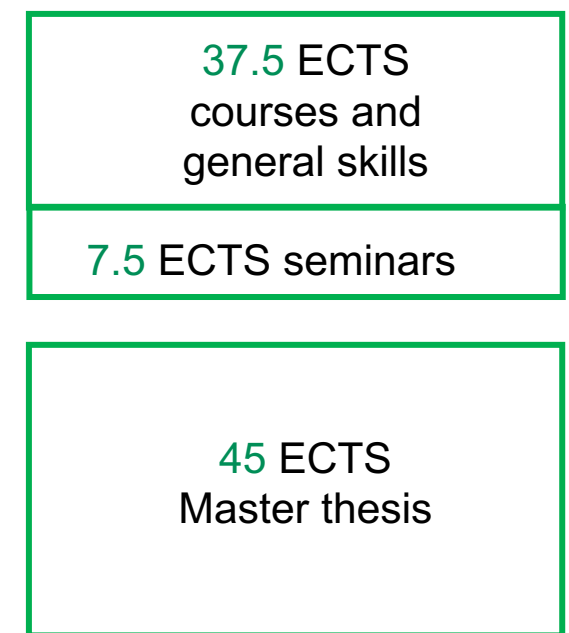 37.5 ECTS
courses and
general skills
7.5 ECTS seminars
45 ECTS
Master thesis